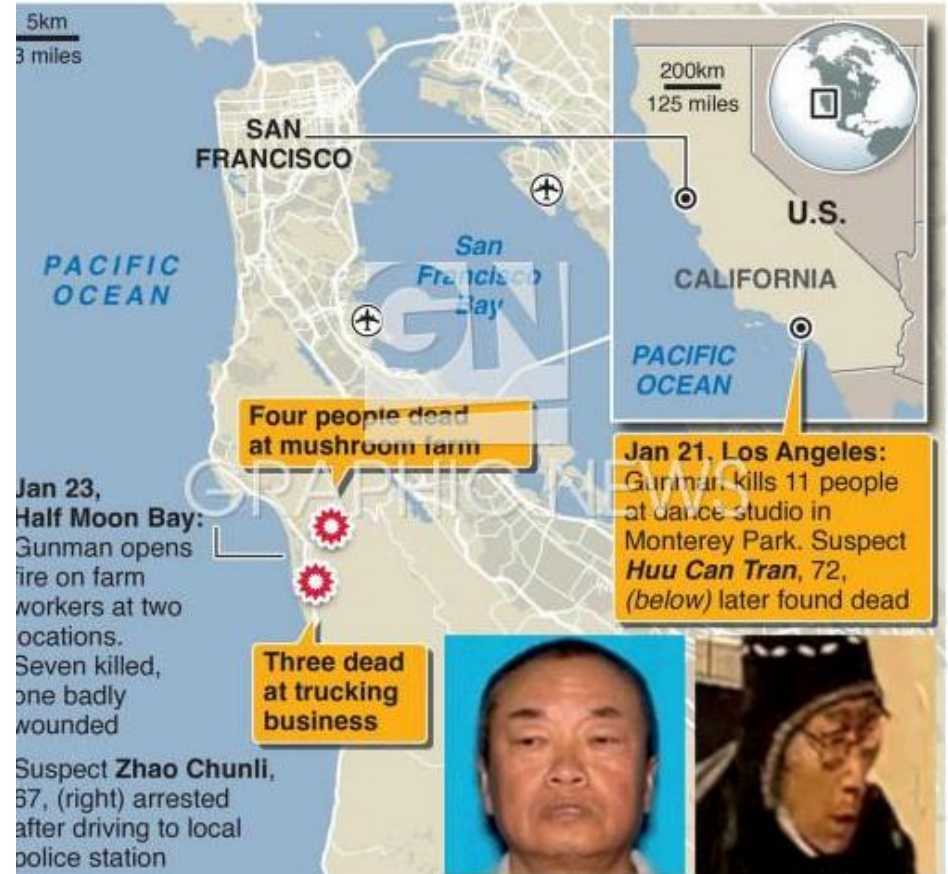 5km
3 miles
SAN
FRANCISCO
PACIFIC
OCEAN
San
Francisco
Bay
200km
125 miles
U.S.
CALIFORNIA
PACIFIC
OCEAN
GN
GRAPHIC NEWS
Four people dead
at mushroom farm
Jan 23,
Half Moon Bay:
Gunman opens
fire on farm
workers at two
ocations.
Seven killed,
one badly
wounded
Suspect Zhao Chunli,
67, (right) arrested
after driving to local
police station
Three dead
at trucking
business
Jan 21, Los Angeles:
Gunman kills 11 people
at dance studio in
Monterey Park. Suspect
Huu Can Tran, 72,
(below) later found dead